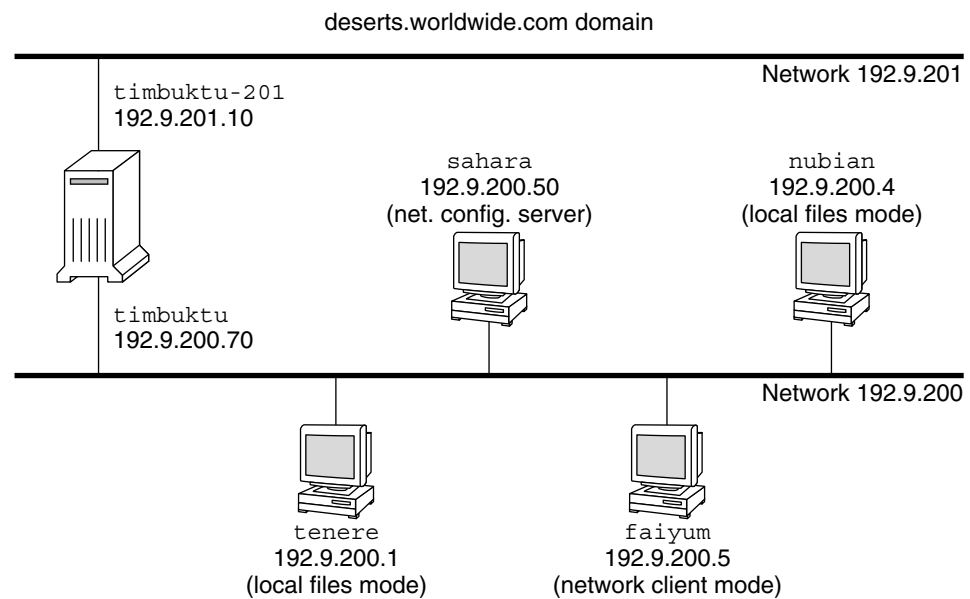 deserts.worldwide.com domain
Network 192.9.201
timbuktu-201
192.9.201.10
sahara
192.9.200.50
(net. config. server)
nubian
192.9.200.4
(local files mode)
timbuktu
192.9.200.70
Network 192.9.200
tenere
192.9.200.1
(local files mode)
faiyum
192.9.200.5
(network client mode)